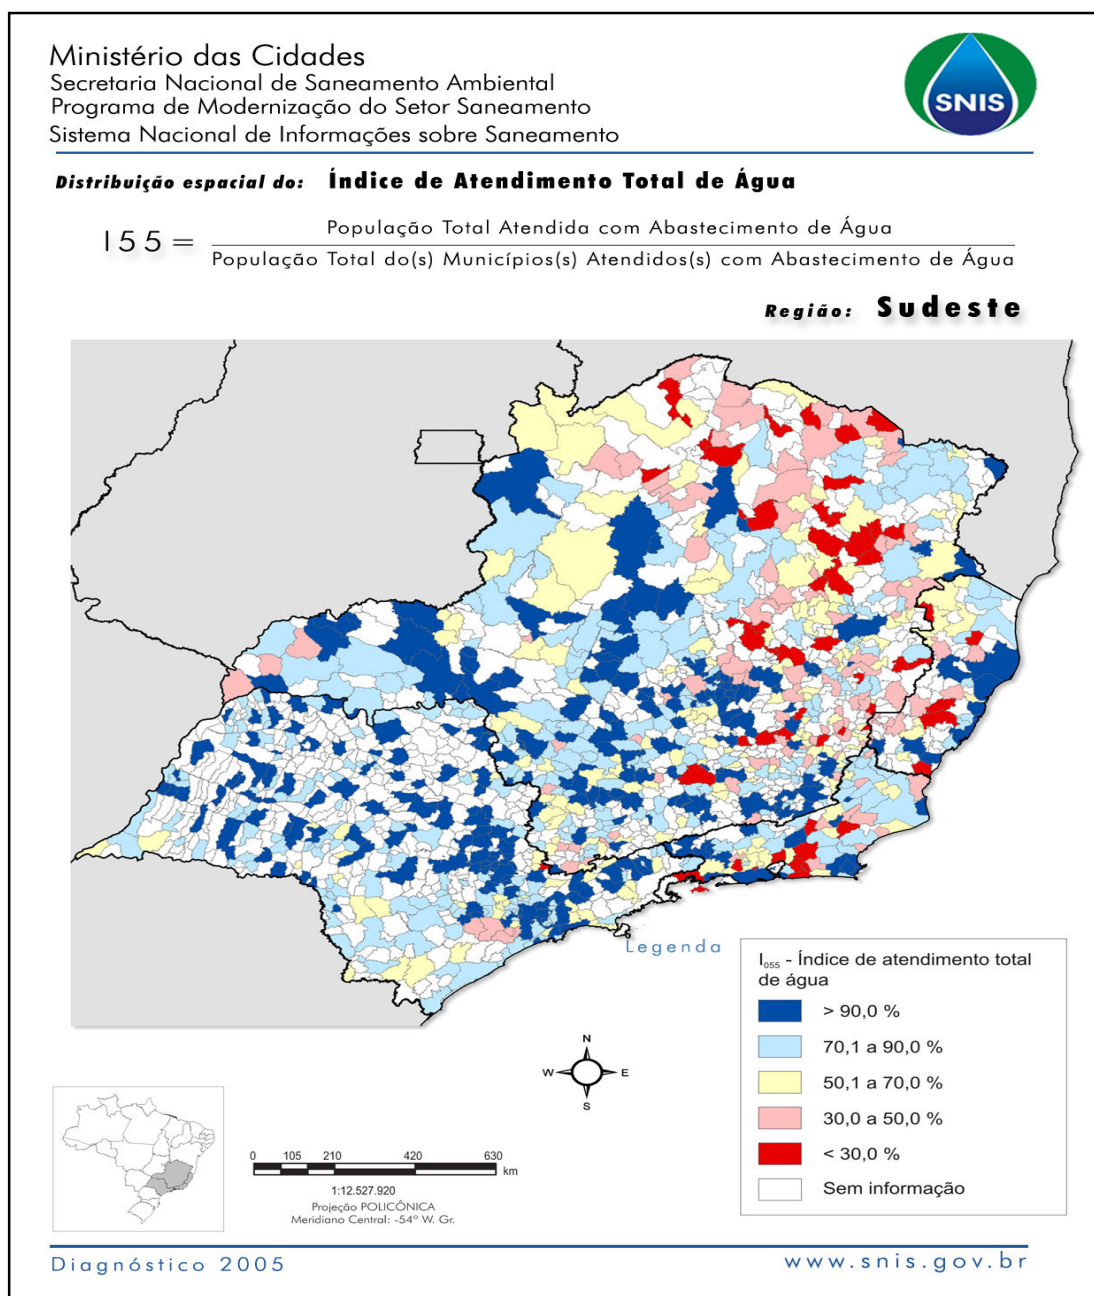 Ministério das Cidades
Secretaria Nacional de Saneamento Ambiental
Programa de Modernização do Setor Saneamento
Sistema Nacional de Informações sobre Saneamento
SNIS
Distribuição espacial do: Índice de Atendimento Total de Água
I55 =
População Total Atendida com Abastecimento de Água
População Total do(s) Municípios(s) Atendidos(s) com Abastecimento de Água
Região: Sudeste
Legenda
I055 - Índice de atendimento total
de água
> 90,0 %
70,1 a 90,0 %
50,1 a 70,0 %
30,0 a 50,0 %
< 30,0 %
Sem informação
N
W E
S
0 105 210 420 630
km
1:12.527.920
Projeção POLICÔNICA
Meridiano Central: -54º W. Gr.
Diagnóstico 2005
www.snis.gov.br